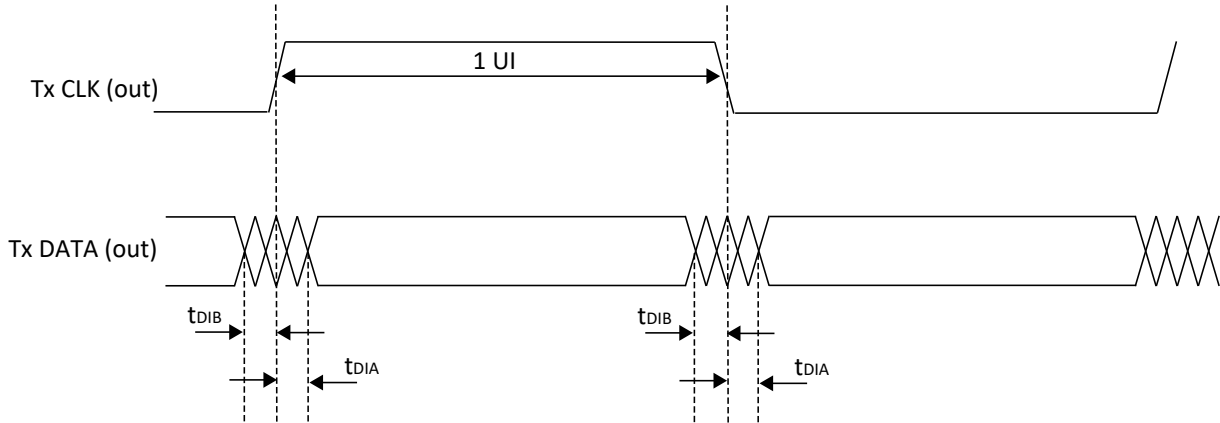 1 UI
Tx CLK (out)
Tx DATA (out)
tDIB
tDIB
tDIA
tDIA